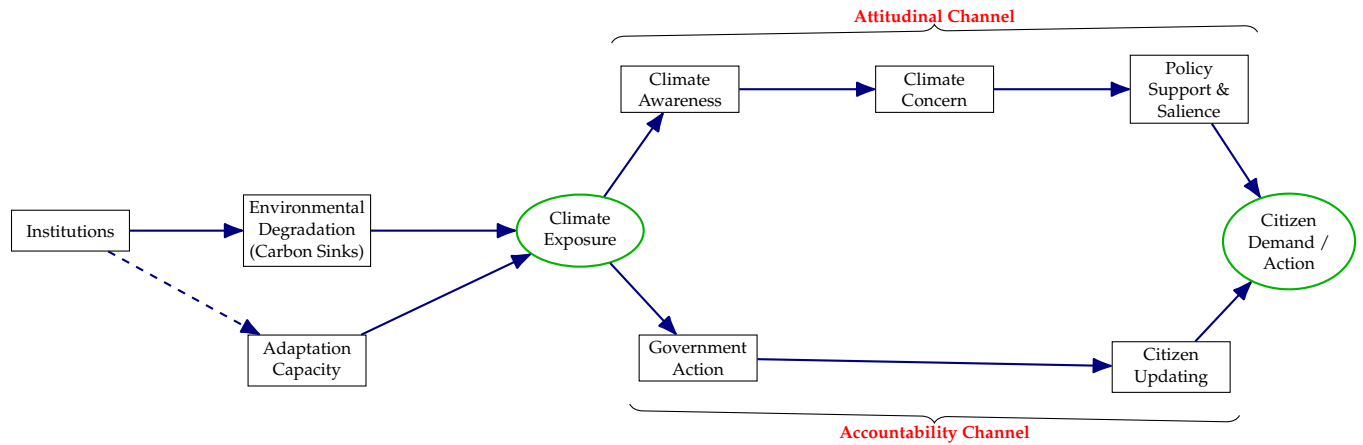 Attitudinal Channel
Climate
Awareness
Climate
Concern
Policy
Support &
Salience
Institutions
Environmental
Degradation
(Carbon Sinks)
Climate
Exposure
Citizen
Demand /
Action
Adaptation
Capacity
Government
Action
Citizen
Updating
Accountability Channel